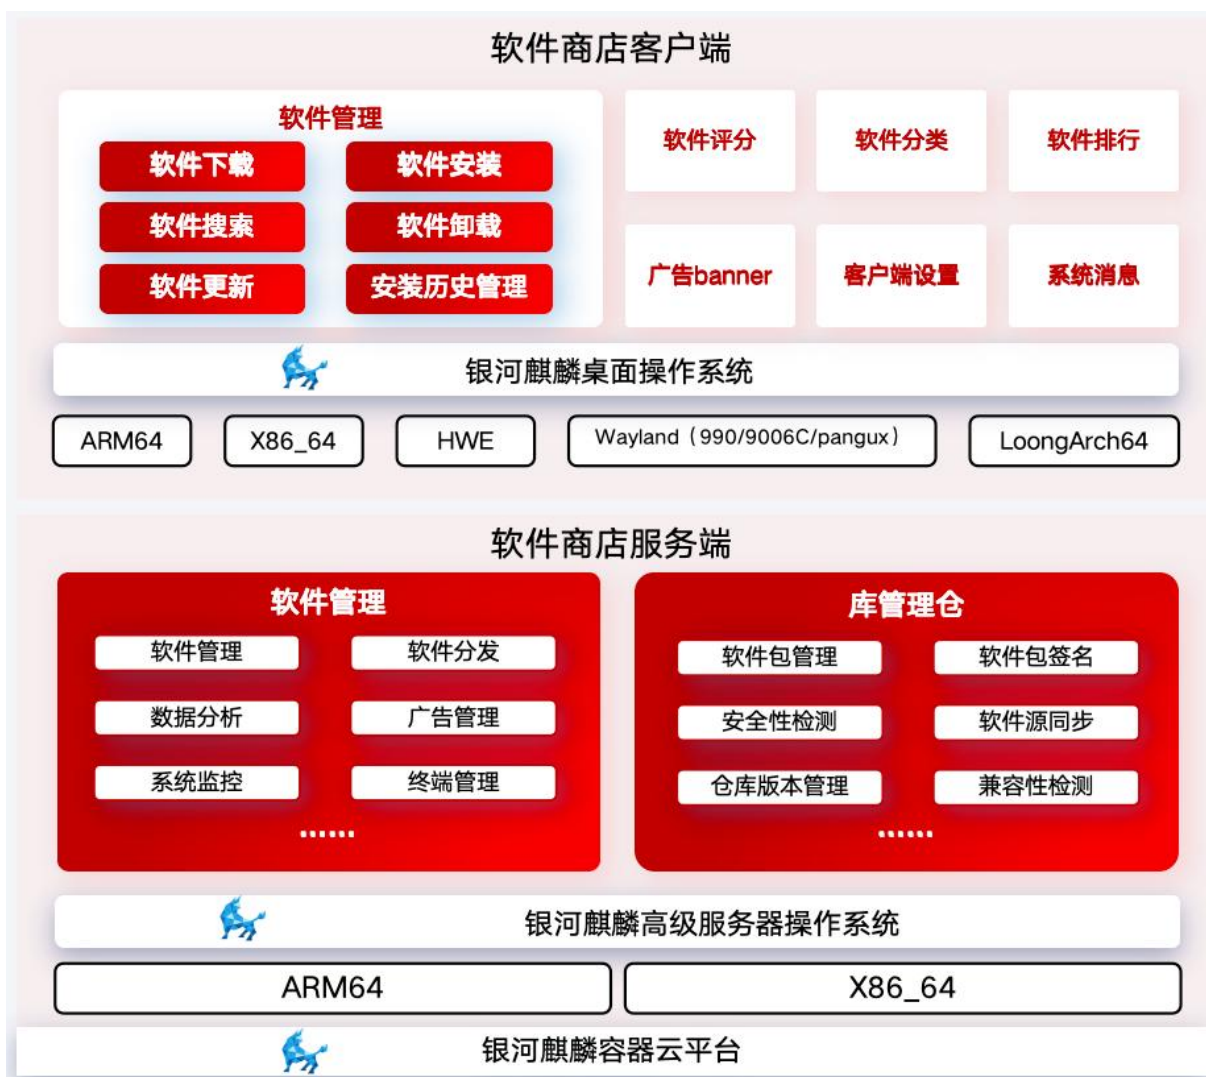 软件商店客户端
软件管理
软件下载
软件安装
软件搜索
软件卸载
软件更新
安装历史管理
软件评分
软件分类
软件排行
广告banner
客户端设置
系统消息
银河麒麟桌面操作系统
ARM64
X86_64
HWE
Wayland（990/9006C/pangux）
LoongArch64
软件商店服务端
软件管理
软件管理
软件分发
数据分析
广告管理
系统监控
终端管理
......
库管理仓
软件包管理
软件包签名
安全性检测
软件源同步
仓库版本管理
兼容性检测
......
银河麒麟高级服务器操作系统
ARM64
X86_64
银河麒麟容器云平台